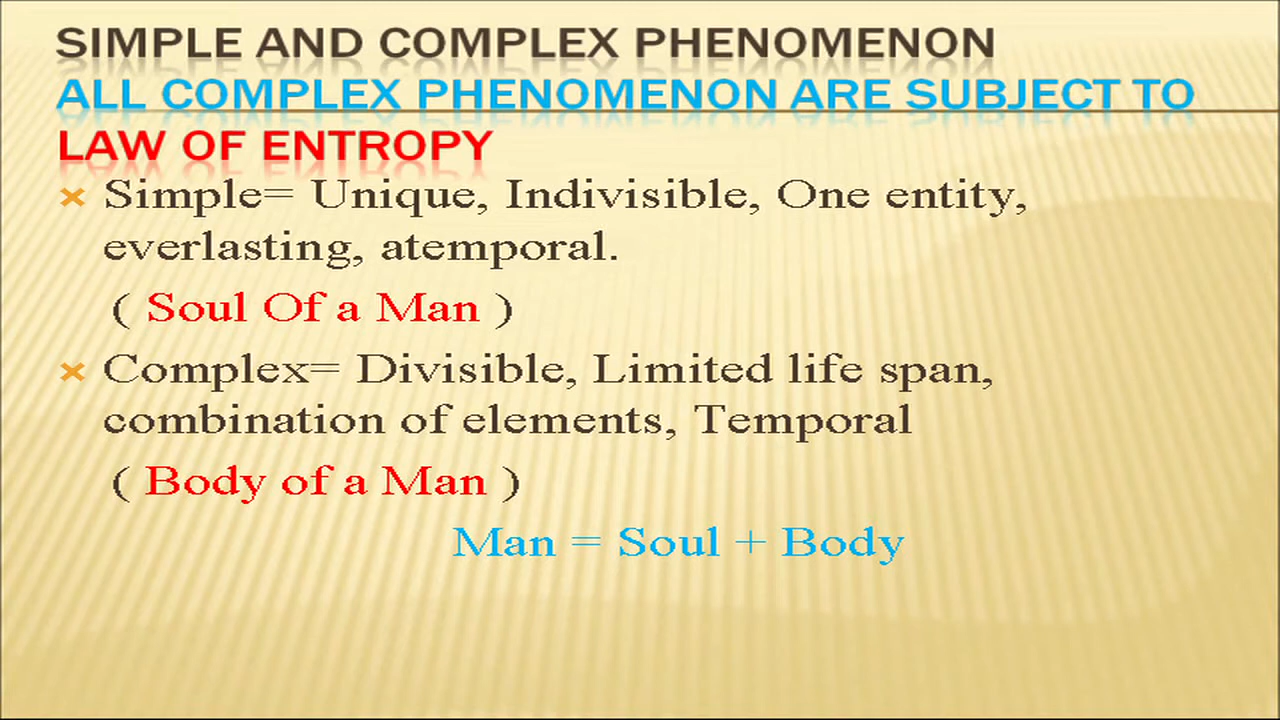 SIMPLE AND COMPLEX PHENOMENON
ALL COMPLEX PHENOMENON ARE SUBJECT TO
LAW OF ENTROPY
Simple= Unique, Indivisible, One entity,
everlasting, atemporal.
( Soul Of a Man )
Complex= Divisible, Limited life span,
combination of elements, Temporal
( Body of a Man )
Man = Soul + Body